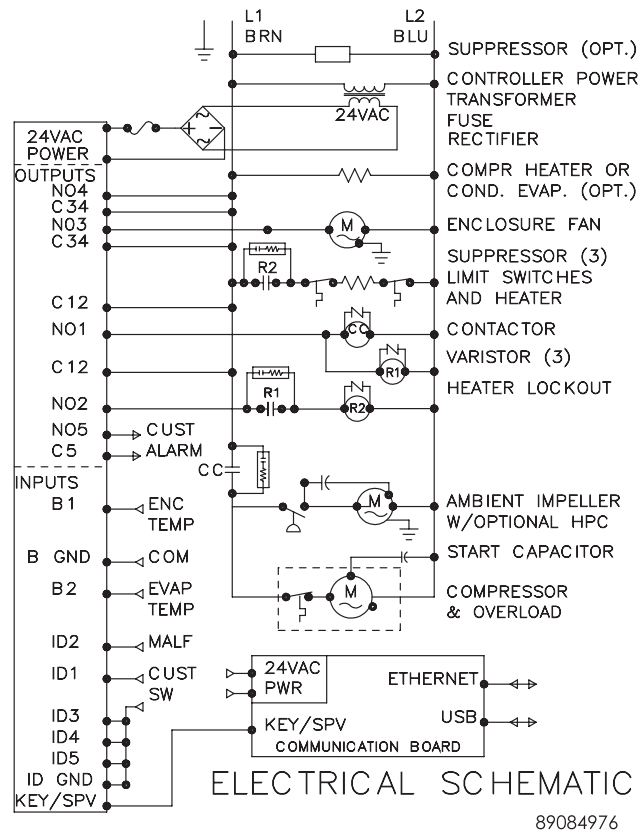 L1 L2
BRN BLU
SUPPRESSOR (OPT.)
CONTROLLER POWER
TRANSFORMER
24VAC FUSE
RECTIFIER
24VAC
POWER
OUTPUTS
COMPR HEATER OR
COND. EVAP. (OPT.)
NO4
C34
NO3
M
ENCLOSURE FAN
C34
SUPPRESSOR (3)
R2 LIMIT SWITCHES
AND HEATER
C12
NO1
CC
CONTACTOR
VARISTOR (3)
C12
R1
HEATER LOCKOUT
R1
NO2
R2
NO5 CUST
C5 ALARM
CC
INPUTS
B1 ENC
TEMP
M
AMBIENT IMPELLER
W/OPTIONAL HPC
B GND COM
START CAPACITOR
B2 EVAP
TEMP
M
COMPRESSOR
& OVERLOAD
ID2 MALF
ID1 CUST
SW
24VAC
PWR
ETHERNET
USB
KEY/SPV
COMMUNICATION BOARD
ID3
ID4
ID5
ID GND
KEY/SPV
ELECTRICAL SCHEMATIC
89084976